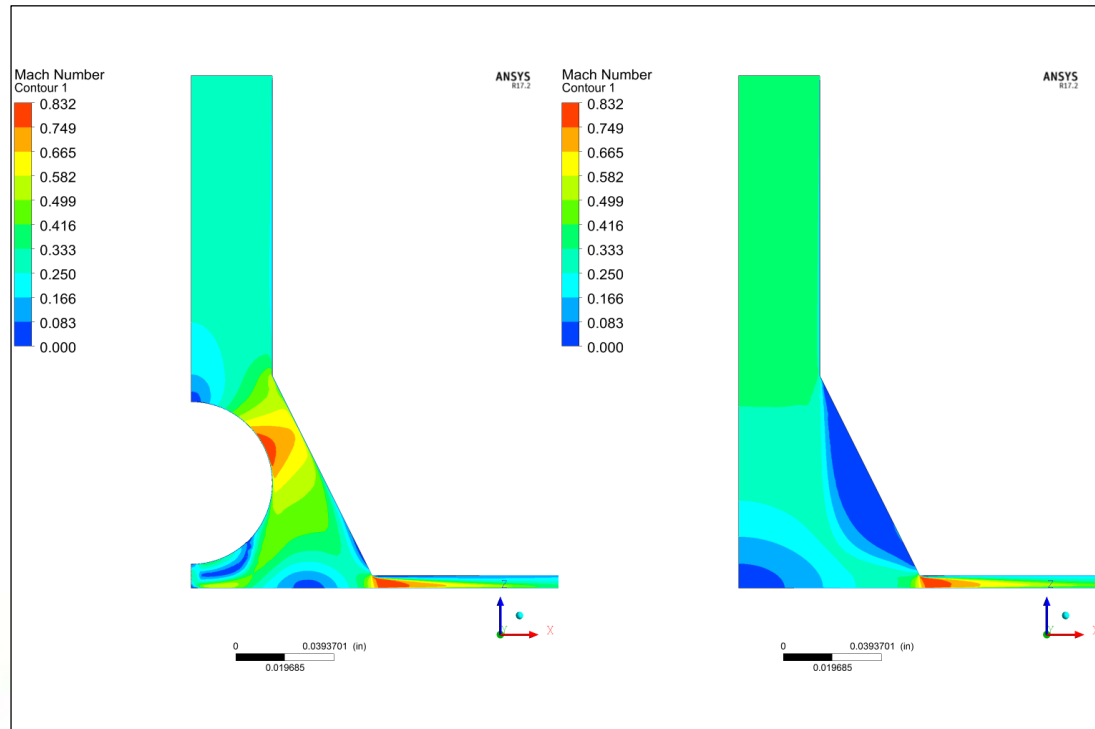 Mach Number
Contour 1
0.832
0.749
0.665
0.582
0.499
0.416
0.333
0.250
0.166
0.083
0.000
ANSYS
R17.2
Z
Y
X
0 0.0393701 (in)
0.019685
Mach Number
Contour 1
0.832
0.749
0.665
0.582
0.499
0.416
0.333
0.250
0.166
0.083
0.000
ANSYS
R17.2
Z
Y
X
0 0.0393701 (in)
0.019685